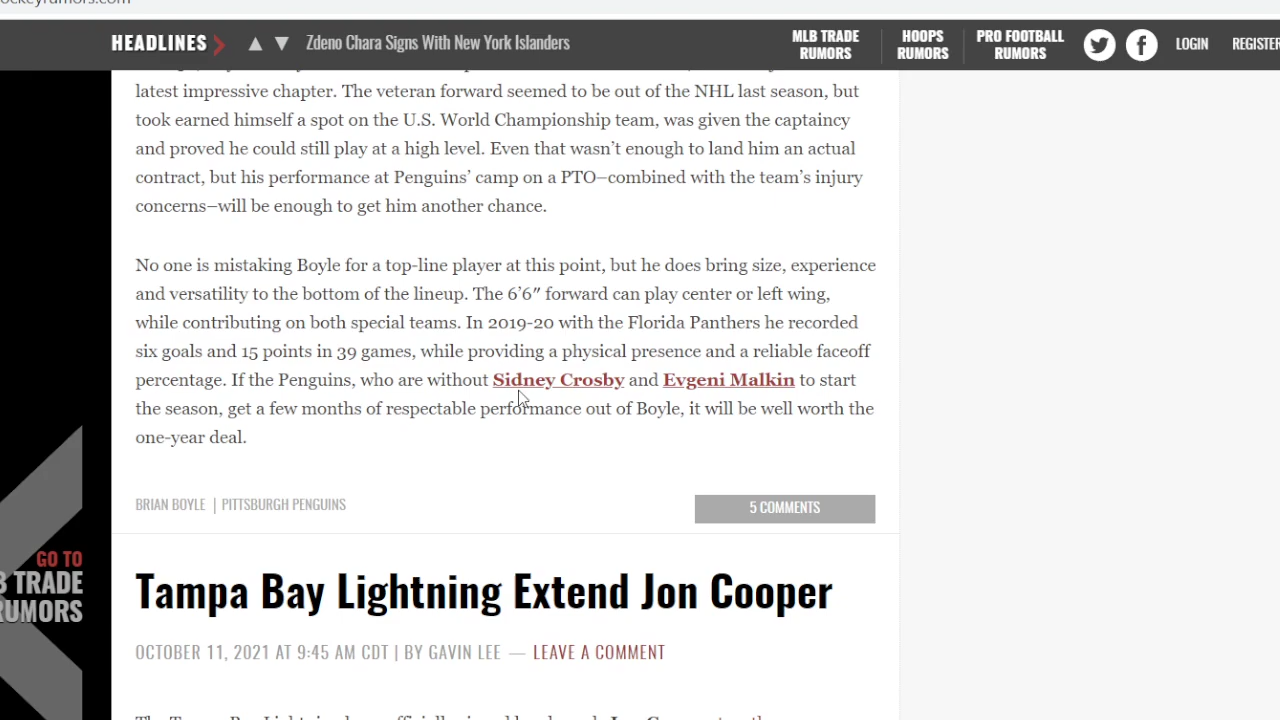 ockeyrumors.com
HEADLINES
Zdeno Chara Signs With New York Islanders
MLB TRADE RUMORS
HOOPS RUMORS
PRO FOOTBALL RUMORS
LOGIN
REGISTER
latest impressive chapter. The veteran forward seemed to be out of the NHL last season, but
took earned himself a spot on the U.S. World Championship team, was given the captaincy
and proved he could still play at a high level. Even that wasn't enough to land him an actual
contract, but his performance at Penguins' camp on a PTO–combined with the team's injury
concerns–will be enough to get him another chance.
No one is mistaking Boyle for a top-line player at this point, but he does bring size, experience
and versatility to the bottom of the lineup. The 6'6″ forward can play center or left wing,
while contributing on both special teams. In 2019-20 with the Florida Panthers he recorded
six goals and 15 points in 39 games, while providing a physical presence and a reliable faceoff
percentage. If the Penguins, who are without Sidney Crosby and Evgeni Malkin to start
the season, get a few months of respectable performance out of Boyle, it will be well worth the
one-year deal.
BRIAN BOYLE | PITTSBURGH PENGUINS
5 COMMENTS
GO TO
B TRADE
RUMORS
Tampa Bay Lightning Extend Jon Cooper
OCTOBER 11, 2021 AT 9:45 AM CDT | BY GAVIN LEE — LEAVE A COMMENT